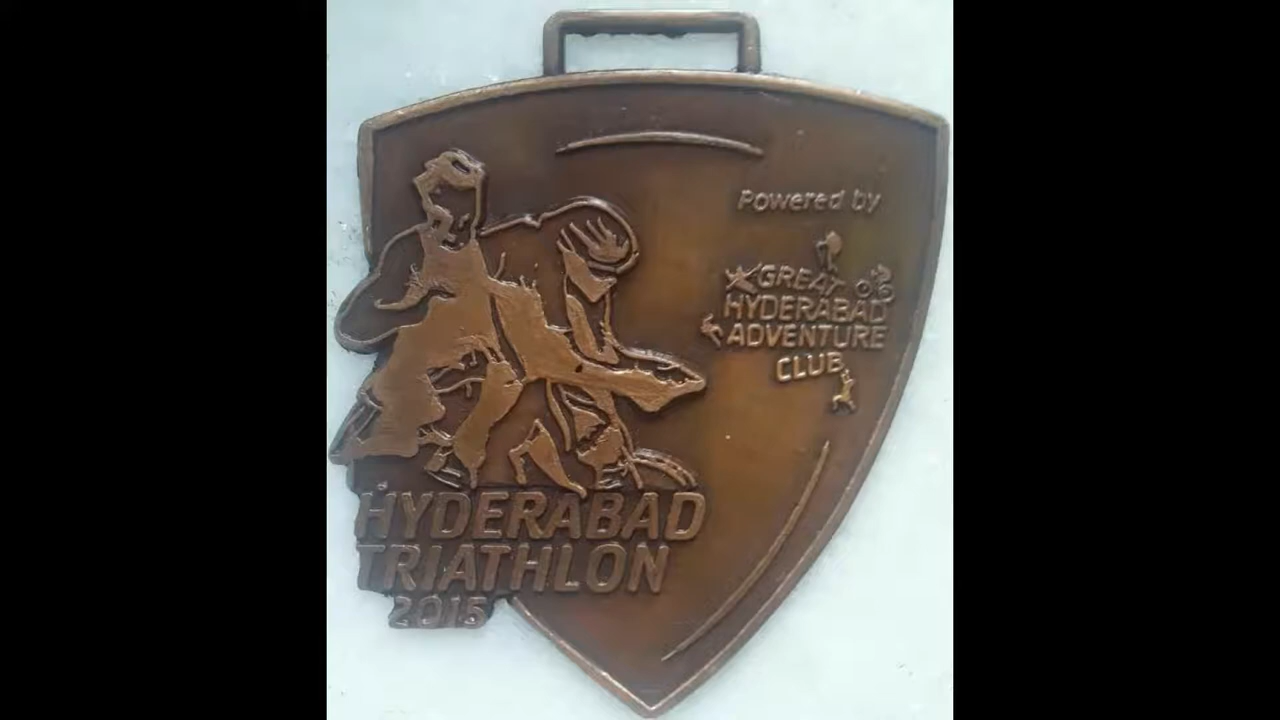 Powered by
GREAT
HYDERABAD
ADVENTURE
CLUB
HYDERABAD
TRIATHLON
2015